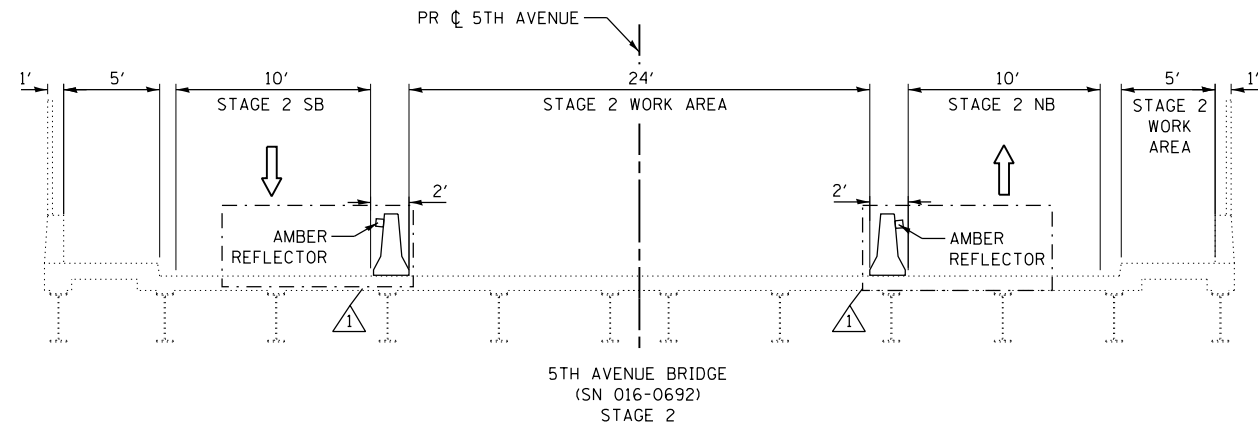 PR ℄ 5TH AVENUE
1'
5'
10'
24'
10'
5'
1'
STAGE 2 SB
STAGE 2 WORK AREA
STAGE 2 NB
STAGE 2
WORK
AREA
2'
2'
AMBER
REFLECTOR
AMBER
REFLECTOR
1
1
5TH AVENUE BRIDGE
(SN 016-0692)
STAGE 2